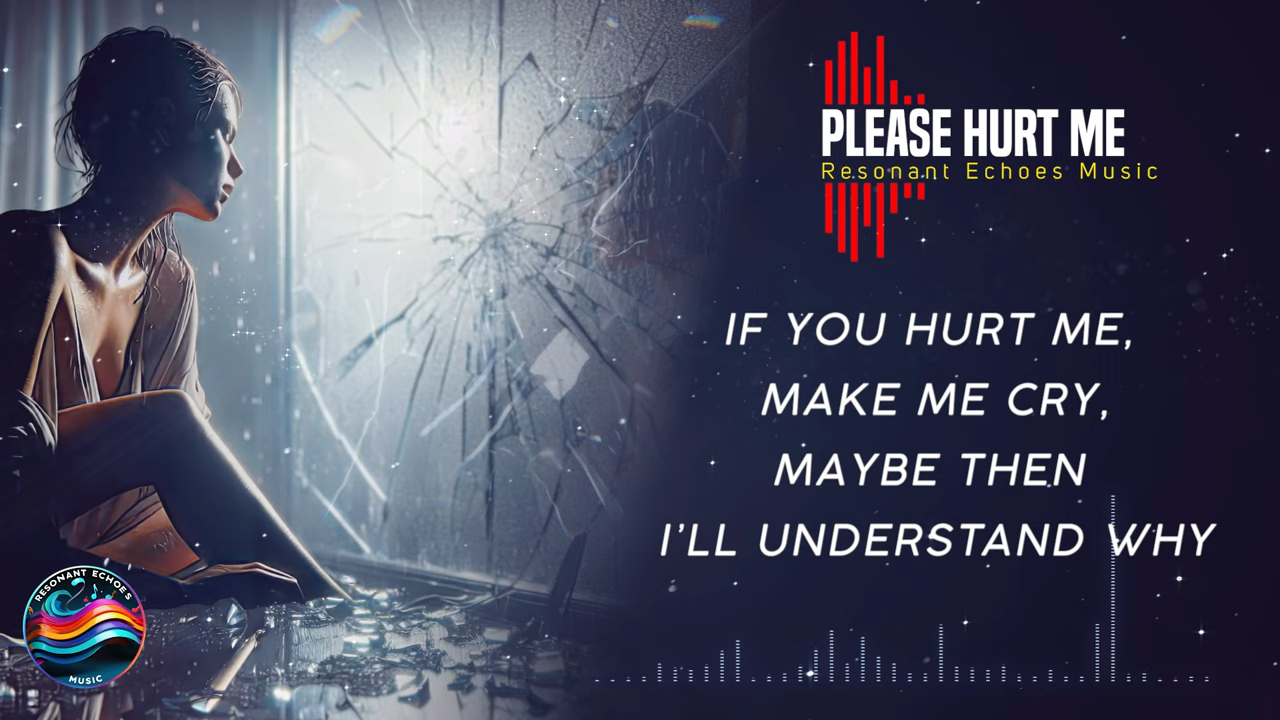 PLEASE HURT ME
Resonant Echoes Music
IF YOU HURT ME,
MAKE ME CRY,
MAYBE THEN
I'LL UNDERSTAND WHY
RESONANT ECHOES
MUSIC